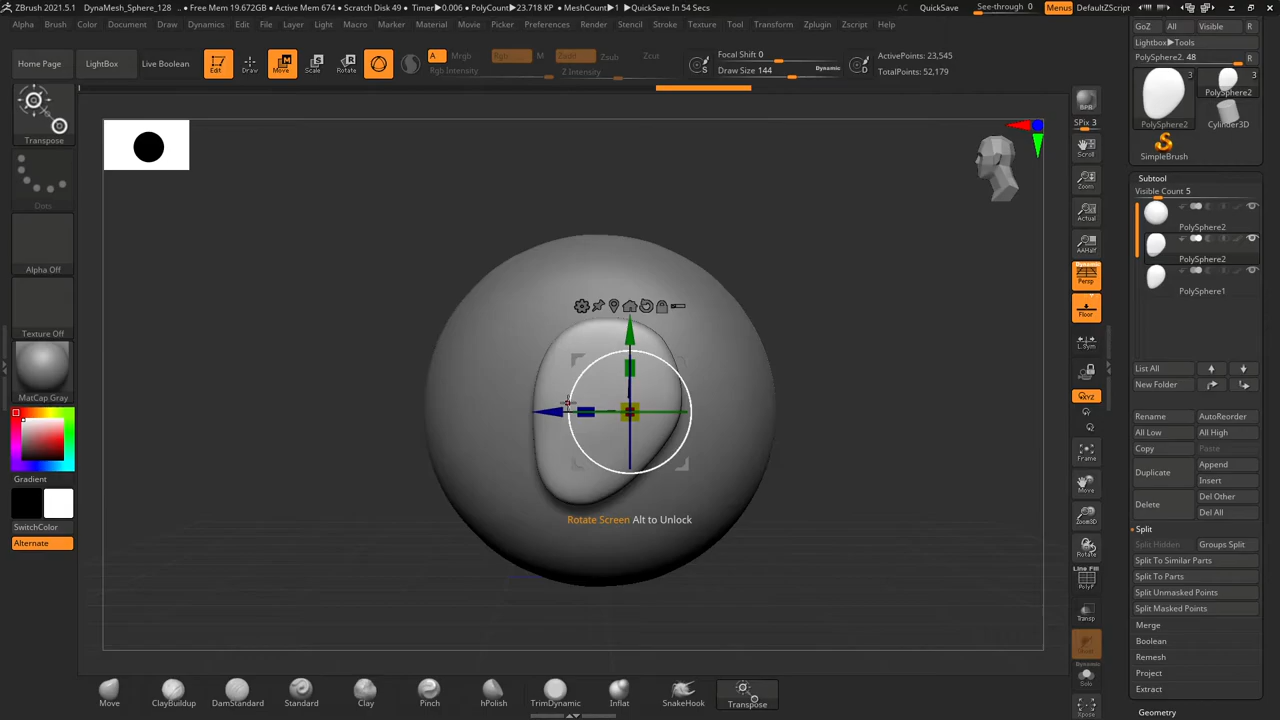 ZBrush 2021.5.1 DynaMesh_Sphere_128 .. • Free Mem 19.672GB • Active Mem 674 • Scratch Disk 49 • Timer▶0.006 • PolyCount▶23.718 KP • MeshCount▶1 ▶QuickSave In 54 Secs AC QuickSave See-through 0 Menus DefaultZScript
Alpha Brush Color Document Draw Dynamics Edit File Layer Light Macro Marker Material Movie Picker Preferences Render Stencil Stroke Texture Tool Transform Zplugin Zscript Help
Home Page LightBox Live Boolean
Edit Draw Move Scale Rotate
A Mrgb Rgb M Zadd Zsub Zcut
Rgb Intensity Z Intensity
Focal Shift 0
Draw Size 144 Dynamic
S D
ActivePoints: 23,545
TotalPoints: 52,179
Transpose
Dots
Alpha Off
Texture Off
MatCap Gray
Gradient
SwitchColor
Alternate
Rotate Screen Alt to Unlock
Move ClayBuildup DamStandard Standard Clay Pinch hPolish TrimDynamic Inflat SnakeHook Transpose
BPR
SPix 3
Scroll
Zoom
Actual
AAHalf
Dynamic
Persp
Floor
L.Sym
XYZ
Frame
Move
Zoom3D
Rotate
Line Fill
PolyF
Transp
Dynamic
Solo
Xpose
GoZ All Visible R
Lightbox▶Tools
PolySphere2. 48 R
3 3
PolySphere2 PolySphere2
Cylinder3D
SimpleBrush
Subtool
Visible Count 5
PolySphere2
PolySphere2
PolySphere1
List All
New Folder
Rename AutoReorder
All Low All High
Copy Paste
Duplicate Append
Insert
Delete Del Other
Del All
Split
Split Hidden Groups Split
Split To Similar Parts
Split To Parts
Split Unmasked Points
Split Masked Points
Merge
Boolean
Remesh
Project
Extract
Geometry